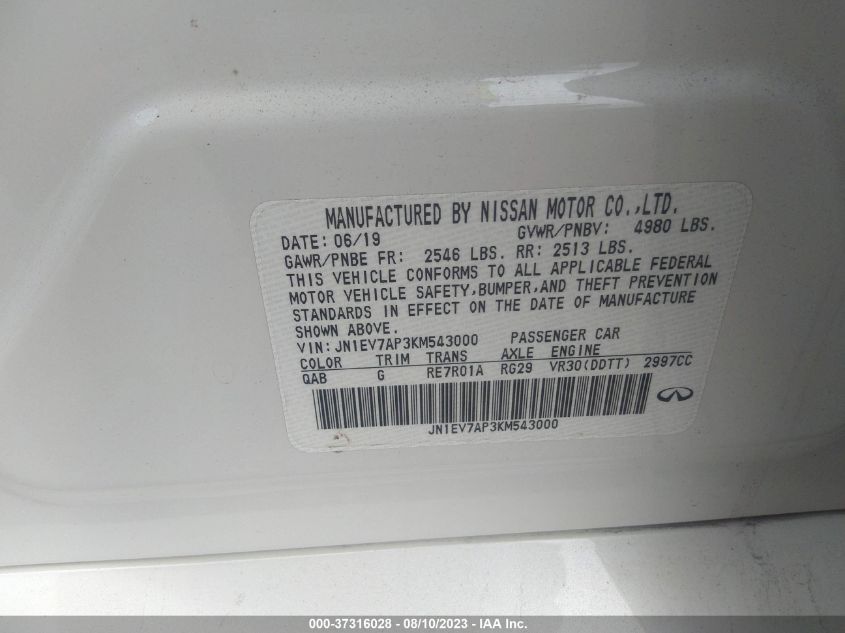 MANUFACTURED BY NISSAN MOTOR CO.,LTD.
DATE: 06/19 GVWR/PNBV: 4980 LBS.
GAWR/PNBE FR: 2546 LBS. RR: 2513 LBS.
THIS VEHICLE CONFORMS TO ALL APPLICABLE FEDERAL
MOTOR VEHICLE SAFETY,BUMPER,AND THEFT PREVENTION
STANDARDS IN EFFECT ON THE DATE OF MANUFACTURE
SHOWN ABOVE.
VIN: JN1EV7AP3KM543000 PASSENGER CAR
COLOR TRIM TRANS AXLE ENGINE
QAB G RE7R01A RG29 VR30(DDTT) 2997CC
JN1EV7AP3KM543000
000-37316028 - 08/10/2023 - IAA Inc.